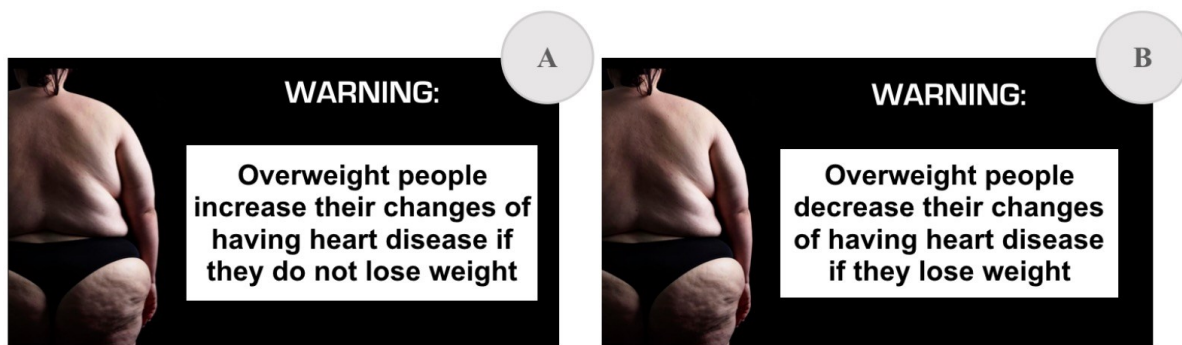 A
WARNING:
Overweight people
increase their changes of
having heart disease if
they do not lose weight
B
WARNING:
Overweight people
decrease their changes
of having heart disease
if they lose weight